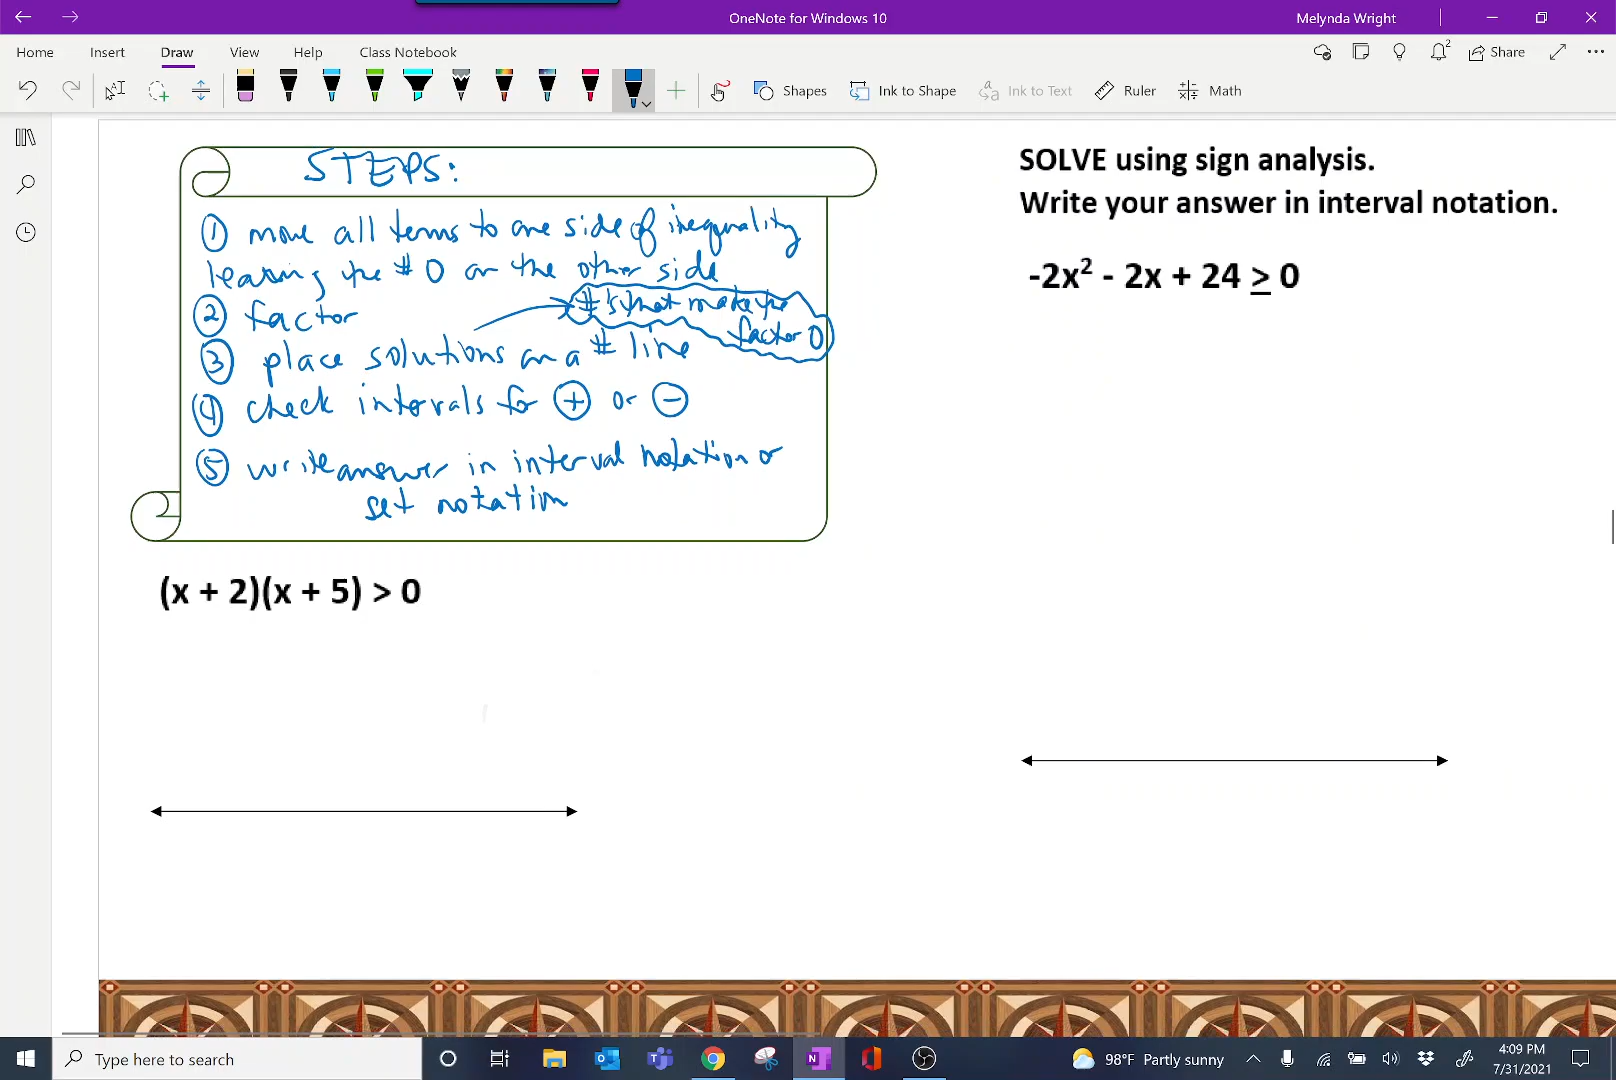 OneNote for Windows 10
Melynda Wright
Home
Insert
Draw
View
Help
Class Notebook
2
Share
Shapes
Ink to Shape
Ink to Text
Ruler
Math
STEPS:
① move all terms to one side of inequality
leaving the # 0 on the other side
② factor
#'s that make the
factor 0
③ place solutions on a # line
④ check intervals for ⊕ or ⊖
⑤ write answer in interval notation or
set notation
(x + 2)(x + 5) > 0
SOLVE using sign analysis.
Write your answer in interval notation.
-2x² - 2x + 24 ≥ 0
Type here to search
98°F Partly sunny
4:09 PM
7/31/2021